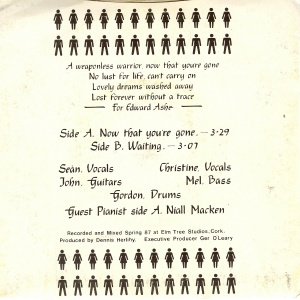 A weaponless warrior, now that you're gone
No lust for life, can't carry on
Lovely dreams washed away
Lost forever without a trace
For Edward Ashe
Side A. Now that you're gone. — 3·29
Side B. Waiting. — 3·07
Seán, Vocals Christine, Vocals
John, Guitars Mel, Bass
Gordon, Drums
Guest Pianist side A. Niall Macken
Recorded and Mixed Spring 87 at Elm Tree Studios, Cork.
Produced by Dennis Herlihy. Executive Producer Ger O'Leary